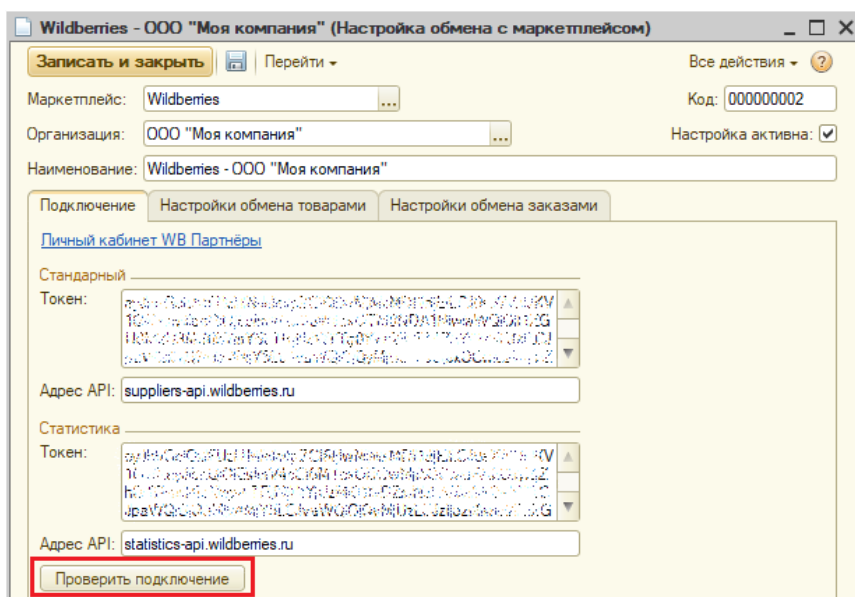 Wildberries - ООО "Моя компания" (Настройка обмена с маркетплейсом)
Записать и закрыть Перейти Все действия ?
Маркетплейс: Wildberries ... Код: 000000002
Организация: ООО "Моя компания" ... Настройка активна:
Наименование: Wildberries - ООО "Моя компания"
Подключение Настройки обмена товарами Настройки обмена заказами
Личный кабинет WB Партнёры
Стандарный
Токен:
Адрес API: suppliers-api.wildberries.ru
Статистика
Токен:
Адрес API: statistics-api.wildberries.ru
Проверить подключение